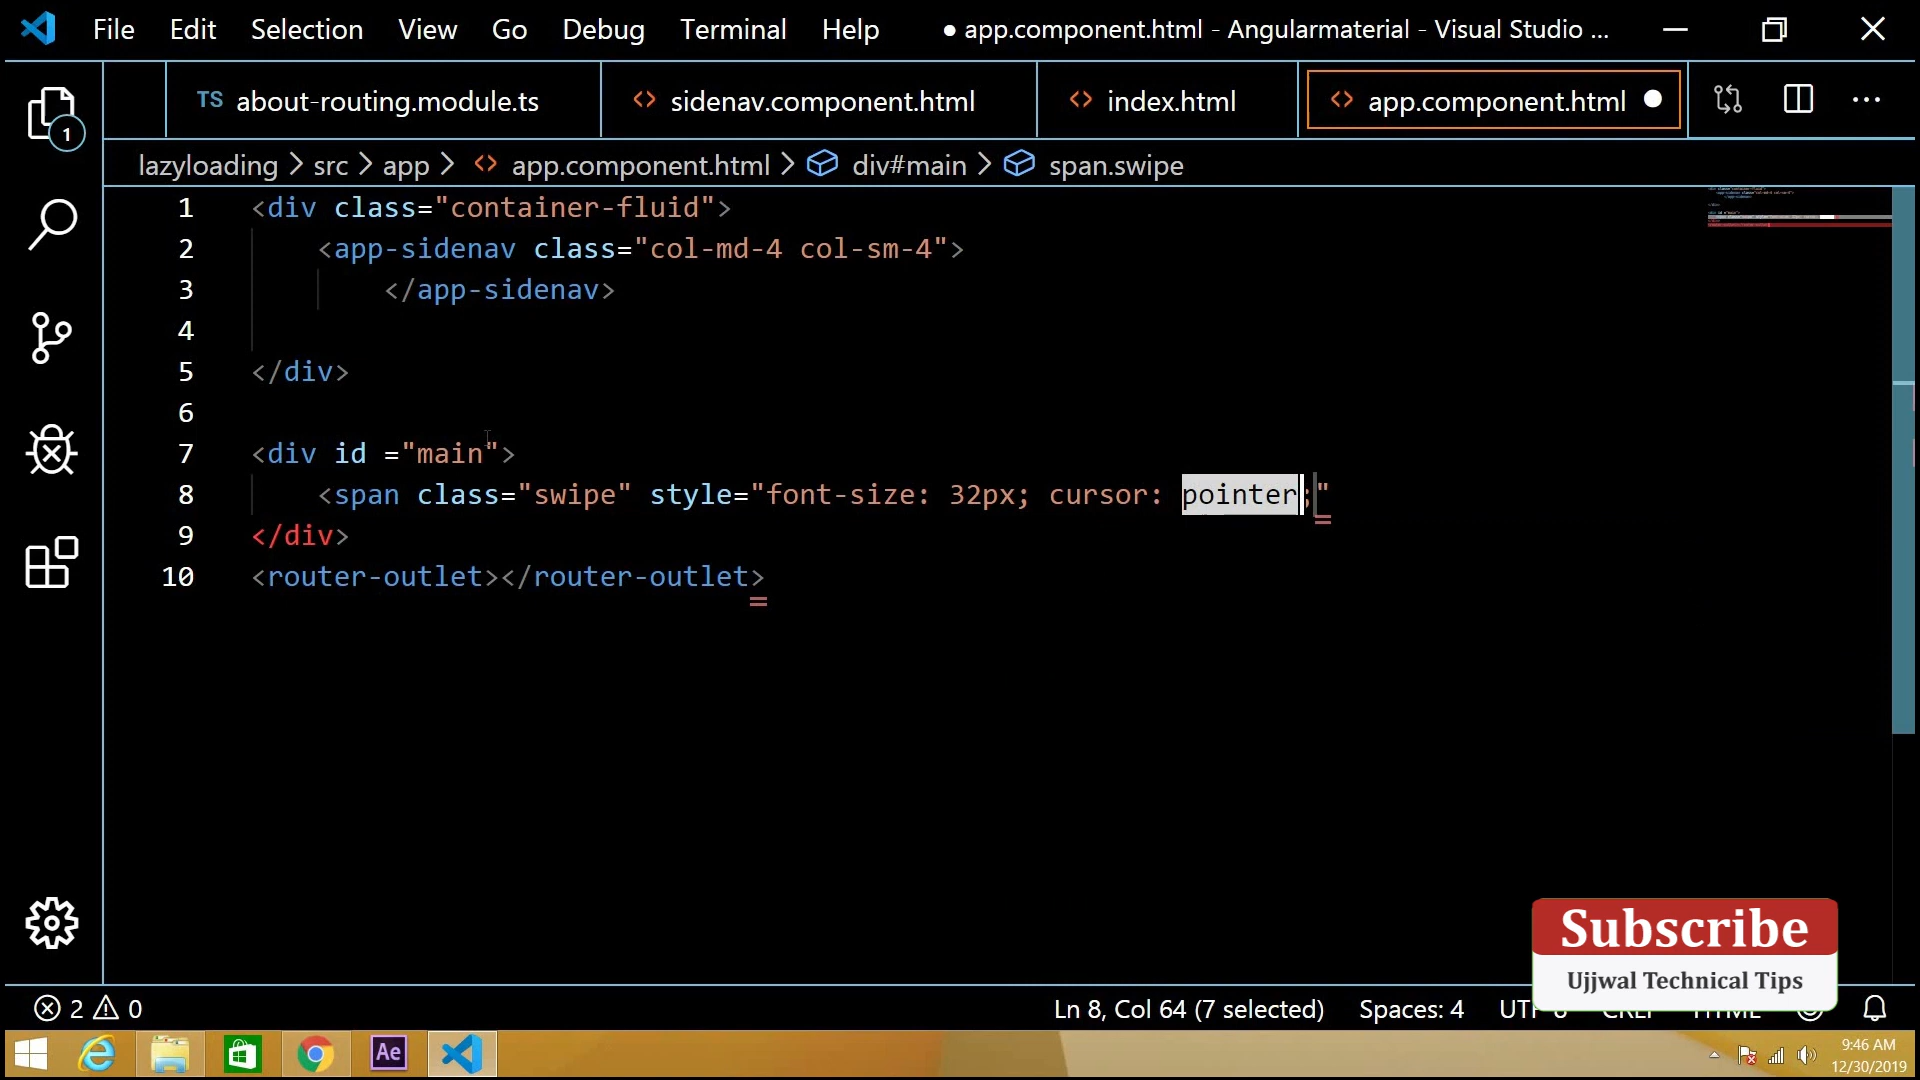 File Edit Selection View Go Debug Terminal Help ● app.component.html - Angularmaterial - Visual Studio ...
TS about-routing.module.ts <> sidenav.component.html <> index.html <> app.component.html ● ...
1
lazyloading > src > app > <> app.component.html > div#main > span.swipe
1 <div class="container-fluid">
2 <app-sidenav class="col-md-4 col-sm-4">
3 </app-sidenav>
4
5 </div>
6
7 <div id ="main">
8 <span class="swipe" style="font-size: 32px; cursor: pointer;"
9 </div>
10 <router-outlet></router-outlet>
Subscribe
Ujjwal Technical Tips
2 0 Ln 8, Col 64 (7 selected) Spaces: 4
Ae
9:46 AM
12/30/2019